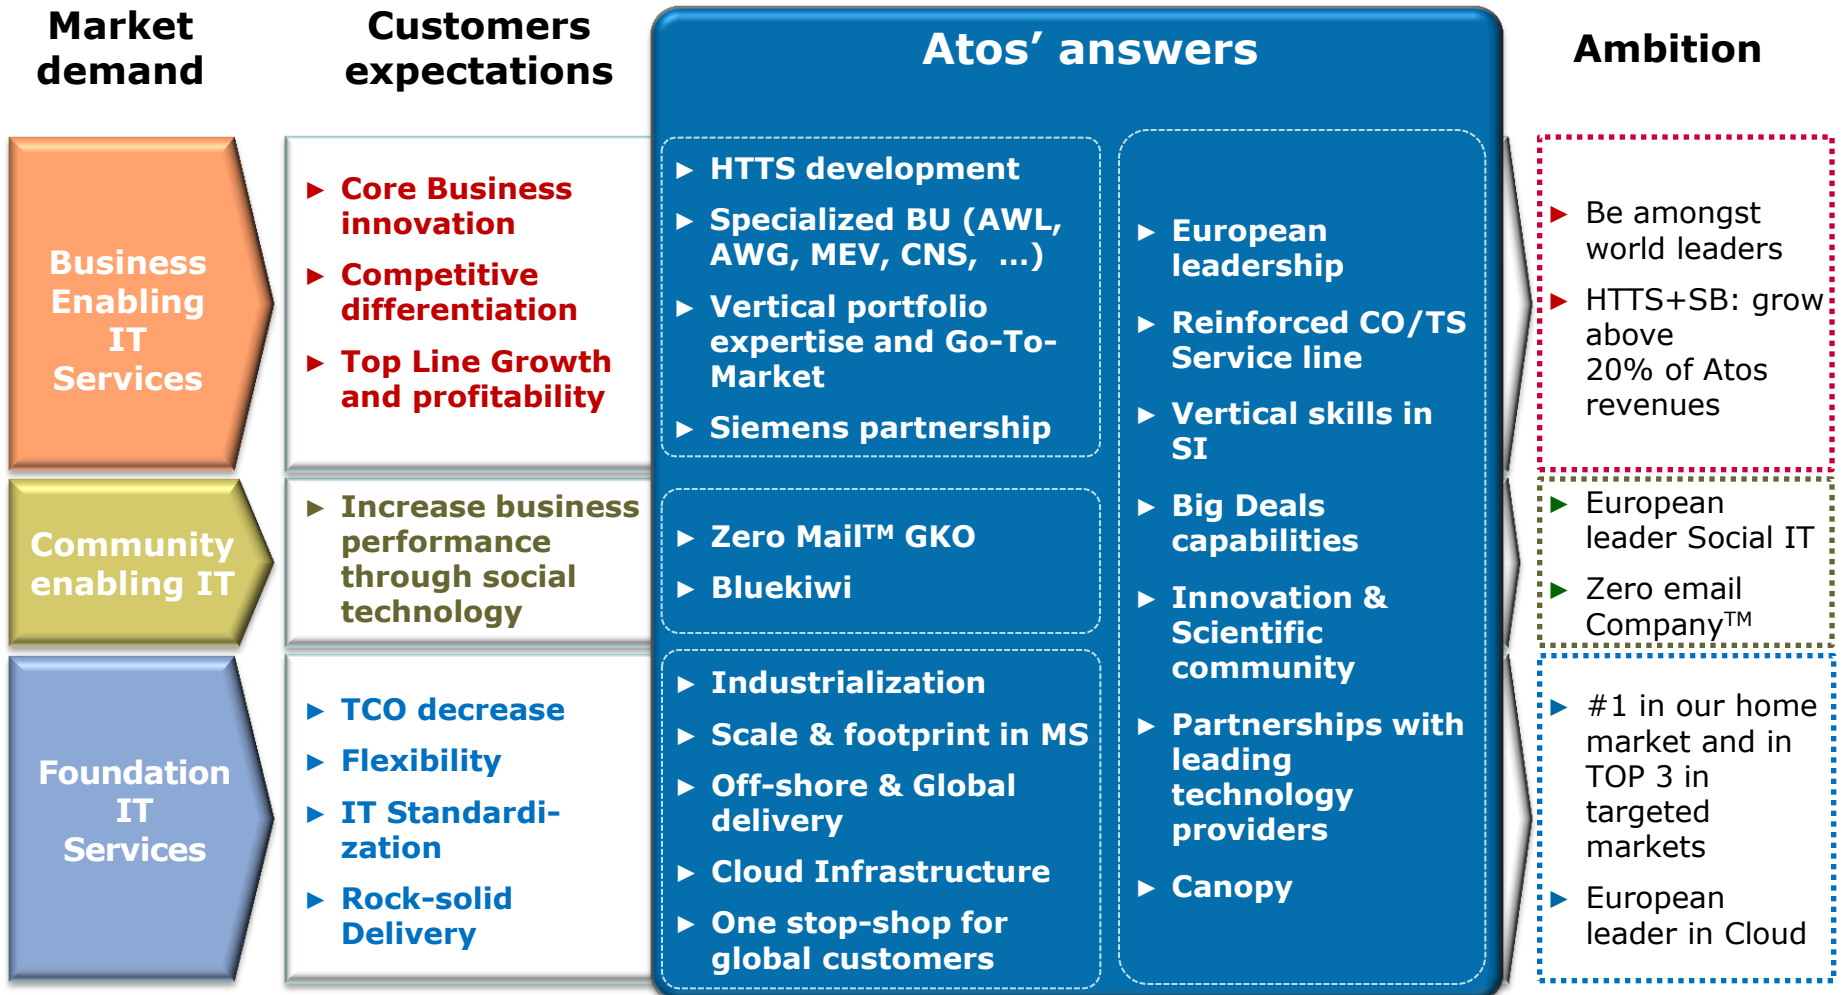 Market
demand
Customers
expectations
Atos’ answers
Ambition
Business
Enabling
IT
Services
► Core Business
innovation
► Competitive
differentiation
► Top Line Growth
and profitability
► HTTS development
► Specialized BU (AWL,
AWG, MEV, CNS, ...)
► Vertical portfolio
expertise and Go-To-
Market
► Siemens partnership
► European
leadership
► Reinforced CO/TS
Service line
► Vertical skills in
SI
► Big Deals
capabilities
► Innovation &
Scientific
community
► Partnerships with
leading
technology
providers
► Canopy
► Be amongst
world leaders
► HTTS+SB: grow
above
20% of Atos
revenues
Community
enabling IT
► Increase business
performance
through social
technology
► Zero Mail™ GKO
► Bluekiwi
► European
leader Social IT
► Zero email
Company™
Foundation
IT
Services
► TCO decrease
► Flexibility
► IT Standardi-
zation
► Rock-solid
Delivery
► Industrialization
► Scale & footprint in MS
► Off-shore & Global
delivery
► Cloud Infrastructure
► One stop-shop for
global customers
► #1 in our home
market and in
TOP 3 in
targeted
markets
► European
leader in Cloud